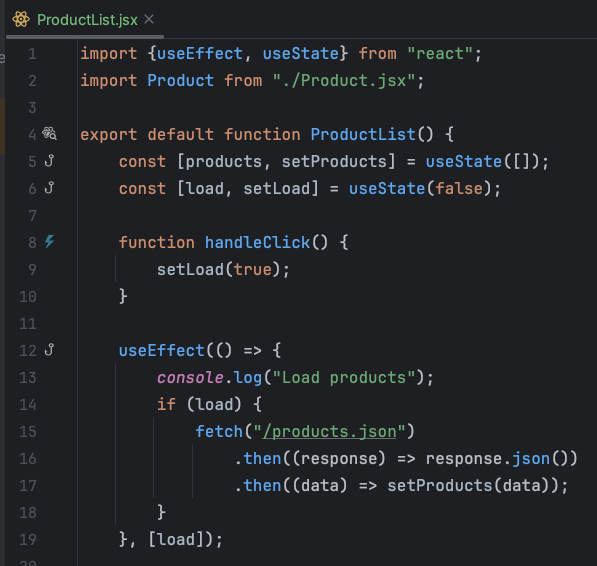 ProductList.jsx
1 import {useEffect, useState} from "react";
2 import Product from "./Product.jsx";
3
4 export default function ProductList() {
5     const [products, setProducts] = useState([]);
6     const [load, setLoad] = useState(false);
7
8     function handleClick() {
9         setLoad(true);
10     }
11
12     useEffect(() => {
13         console.log("Load products");
14         if (load) {
15             fetch("/products.json")
16                 .then((response) => response.json())
17                 .then((data) => setProducts(data));
18         }
19     }, [load]);